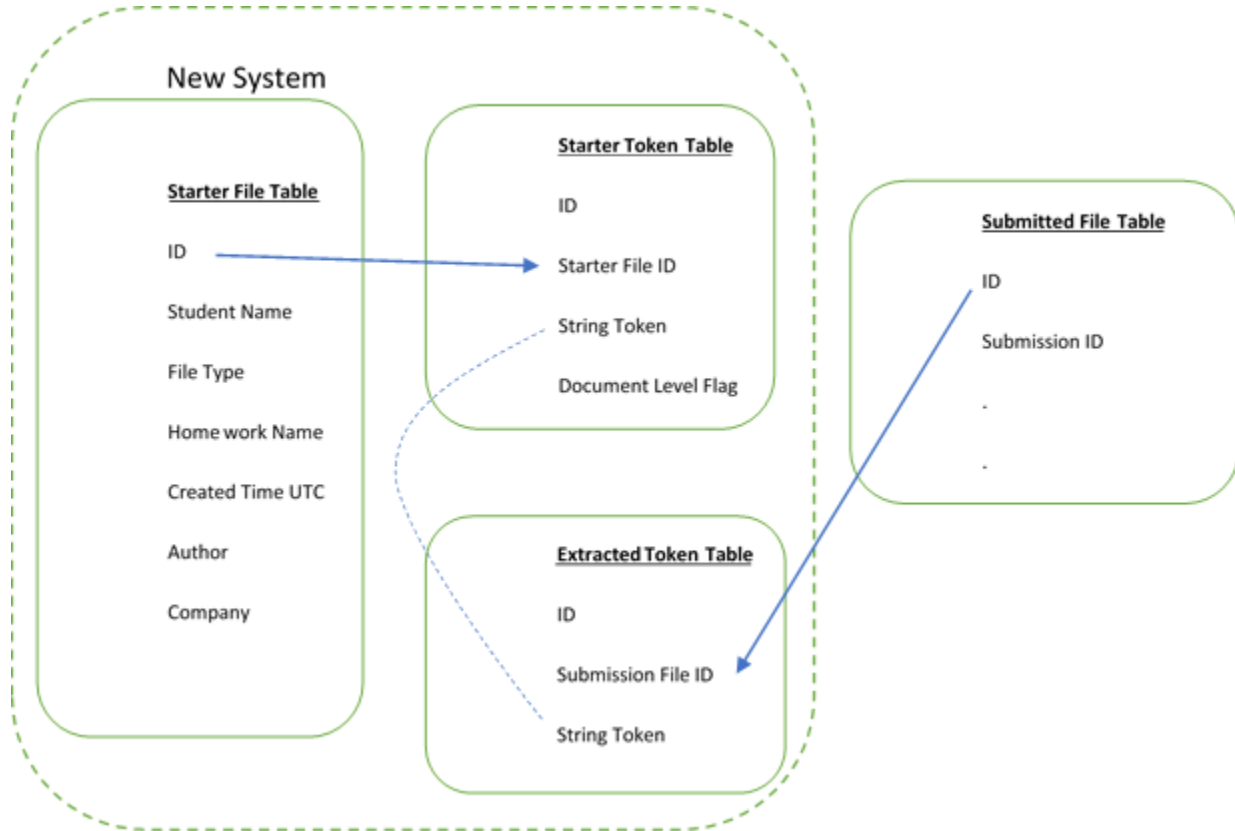 New System
Starter File Table
ID
Student Name
File Type
Home work Name
Created Time UTC
Author
Company
Starter Token Table
ID
Starter File ID
String Token
Document Level Flag
Extracted Token Table
ID
Submission File ID
String Token
Submitted File Table
ID
Submission ID
-
-